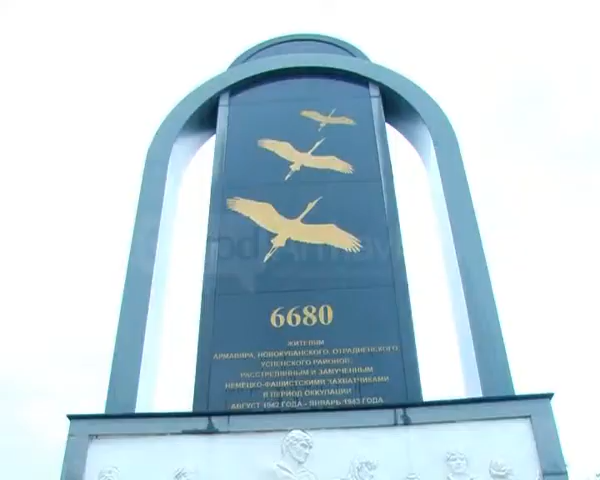 6680
ЖИТЕЛЯМ
АРМАВИРА, НОВОКУБАНСКОГО, ОТРАДНЕНСКОГО,
УСПЕНСКОГО РАЙОНОВ,
РАССТРЕЛЯННЫМ И ЗАМУЧЕННЫМ
НЕМЕЦКО-ФАШИСТСКИМИ ЗАХВАТЧИКАМИ
В ПЕРИОД ОККУПАЦИИ
АВГУСТ 1942 ГОДА - ЯНВАРЬ 1943 ГОДА